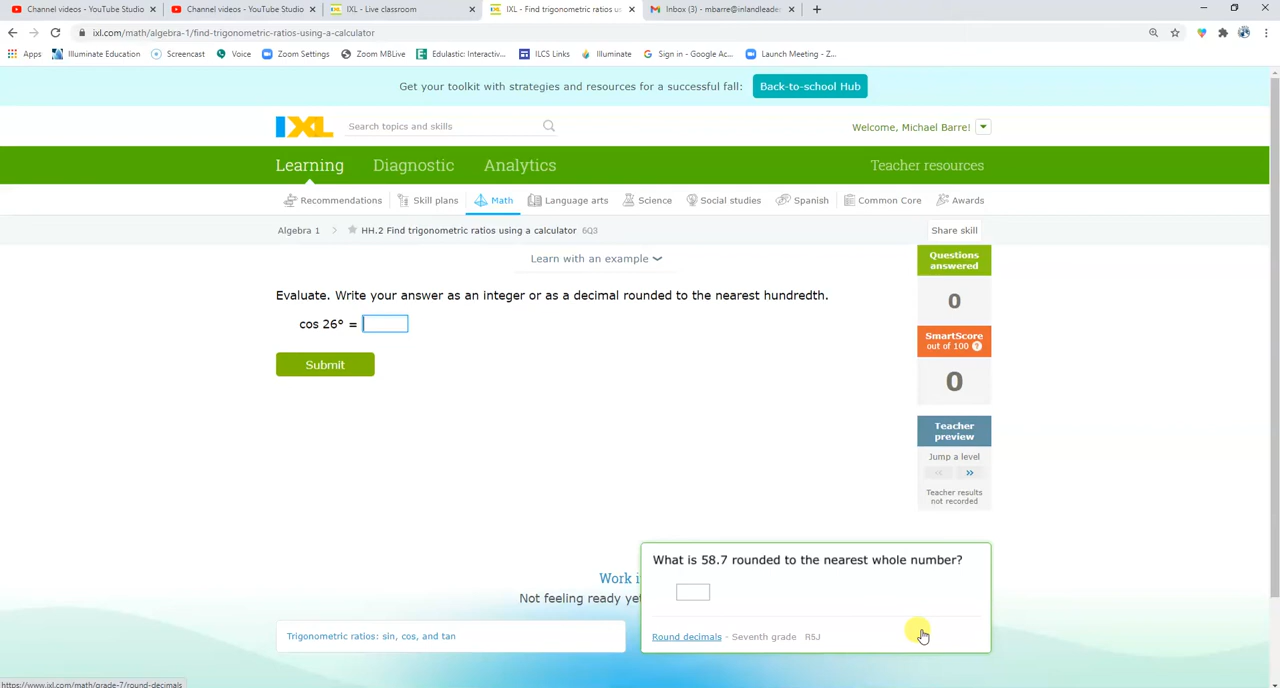 Channel videos - YouTube Studio
Channel videos - YouTube Studio
IXL - Live classroom
IXL - Find trigonometric ratios us
Inbox (3) - mbarre@inlandleade
ixl.com/math/algebra-1/find-trigonometric-ratios-using-a-calculator
Apps
Illuminate Education
Screencast
Voice
Zoom Settings
Zoom MBLive
Edulastic: Interactiv...
ILCS Links
Illuminate
Sign in - Google Ac...
Launch Meeting - Z...
Get your toolkit with strategies and resources for a successful fall:
Back-to-school Hub
IXL
Search topics and skills
Welcome, Michael Barre!
Learning
Diagnostic
Analytics
Teacher resources
Recommendations
Skill plans
Math
Language arts
Science
Social studies
Spanish
Common Core
Awards
Algebra 1 > HH.2 Find trigonometric ratios using a calculator 6Q3
Share skill
Learn with an example
Questions
answered
0
Evaluate. Write your answer as an integer or as a decimal rounded to the nearest hundredth.
cos 26° =
Submit
SmartScore
out of 100 ?
0
Teacher
preview
Jump a level
<< >>
Teacher results
not recorded
What is 58.7 rounded to the nearest whole number?
Work i
Not feeling ready yet
Trigonometric ratios: sin, cos, and tan
Round decimals - Seventh grade R5J
https://www.ixl.com/math/grade-7/round-decimals